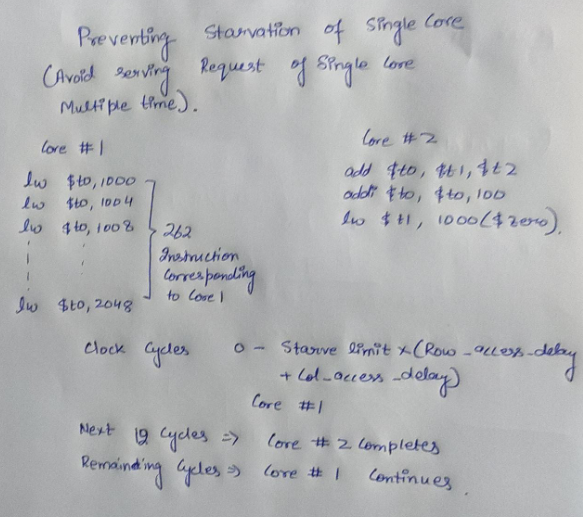 Preventing Starvation of Single Core
(Avoid serving Request of Single Core
Multiple time).
Core #1
lw $t0, 1000
lw $t0, 1004
lw $t0, 1008
lw $t0, 2048
262
Instruction
Corresponding
to Core 1
Core #2
add $t0, $t1, $t2
addi $t0, $t0, 100
lw $t1, 1000($zero).
Clock Cycles 0 - Starve limit x (Row_access_delay
+ Col_access_delay)
Core #1
Next 19 Cycles => Core #2 Completes
Remainding Cycles => Core #1 Continues.